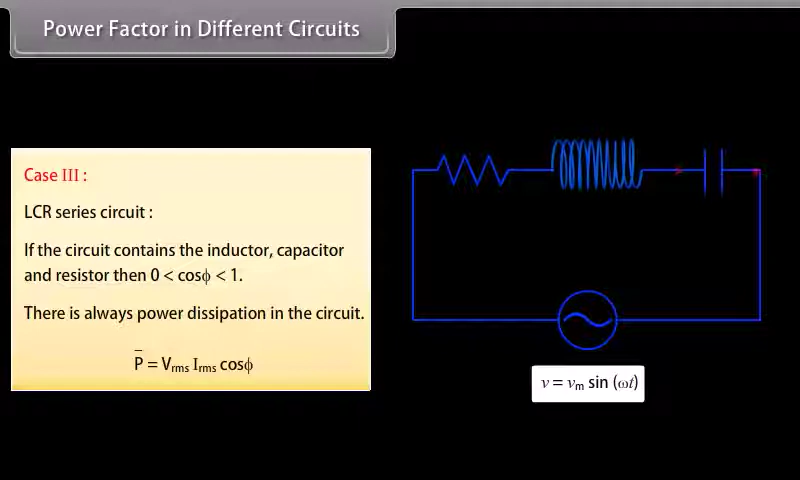 Power Factor in Different Circuits
Case III :
LCR series circuit :
If the circuit contains the inductor, capacitor
and resistor then 0 < cosϕ < 1.
There is always power dissipation in the circuit.
P̅ = Vrms Irms cosϕ
v = vm sin (ωt)